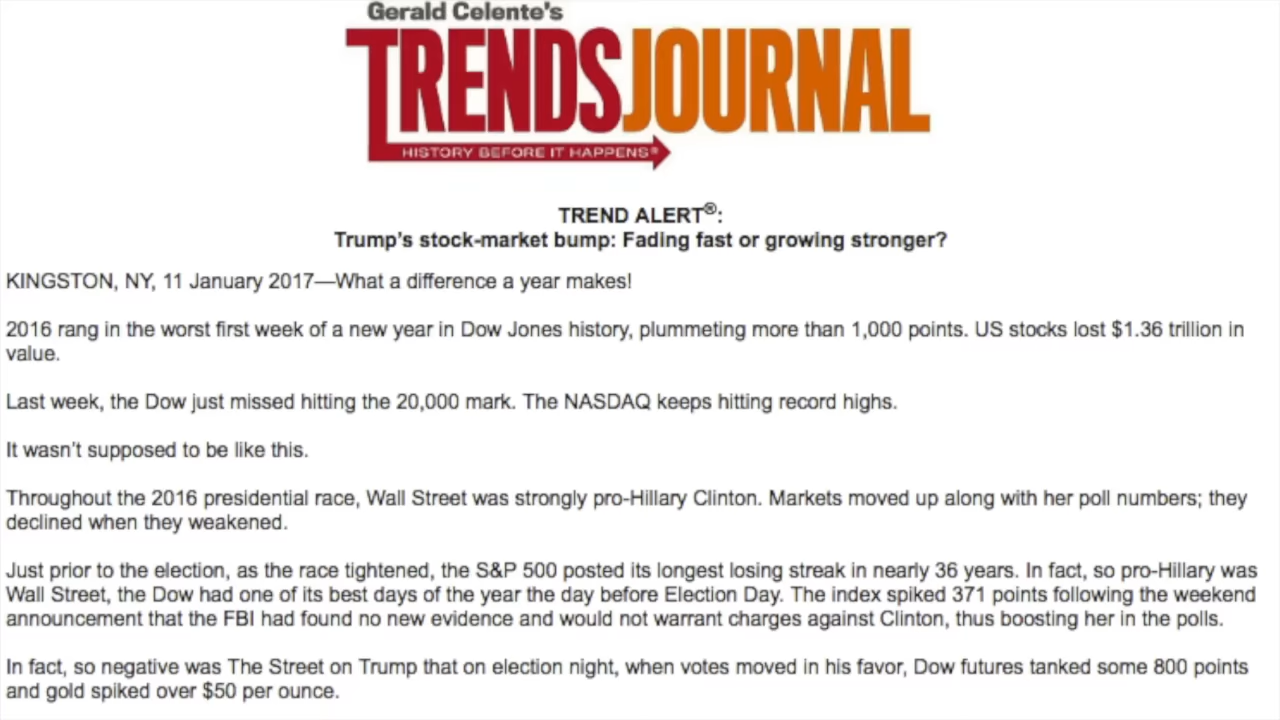 Gerald Celente's
TRENDSJOURNAL
HISTORY BEFORE IT HAPPENS®
TREND ALERT®:
Trump's stock-market bump: Fading fast or growing stronger?
KINGSTON, NY, 11 January 2017—What a difference a year makes!
2016 rang in the worst first week of a new year in Dow Jones history, plummeting more than 1,000 points. US stocks lost $1.36 trillion in
value.
Last week, the Dow just missed hitting the 20,000 mark. The NASDAQ keeps hitting record highs.
It wasn't supposed to be like this.
Throughout the 2016 presidential race, Wall Street was strongly pro-Hillary Clinton. Markets moved up along with her poll numbers; they
declined when they weakened.
Just prior to the election, as the race tightened, the S&P 500 posted its longest losing streak in nearly 36 years. In fact, so pro-Hillary was
Wall Street, the Dow had one of its best days of the year the day before Election Day. The index spiked 371 points following the weekend
announcement that the FBI had found no new evidence and would not warrant charges against Clinton, thus boosting her in the polls.
In fact, so negative was The Street on Trump that on election night, when votes moved in his favor, Dow futures tanked some 800 points
and gold spiked over $50 per ounce.